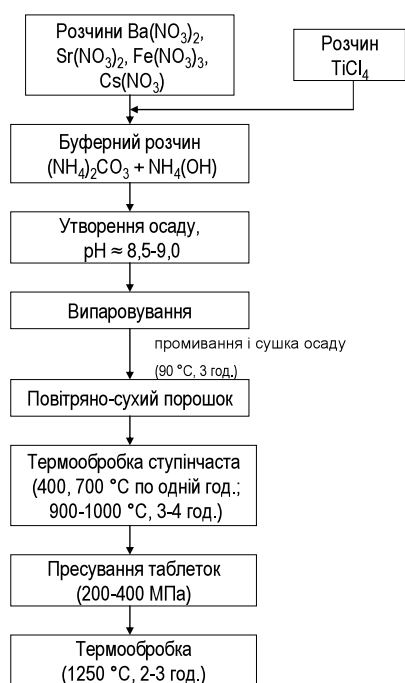 Розчини Ba(NO₃)₂,
Sr(NO₃)₂, Fe(NO₃)₃,
Cs(NO₃)
Розчин
TiCl₄
Буферний розчин
(NH₄)₂CO₃ + NH₄(OH)
Утворення осаду,
pH ≈ 8,5-9,0
Випаровування
промивання і сушка осаду
(90 °C, 3 год.)
Повітряно-сухий порошок
Термообробка ступінчаста
(400, 700 °C по одній год.;
900-1000 °C, 3-4 год.)
Пресування таблеток
(200-400 МПа)
Термообробка
(1250 °C, 2-3 год.)